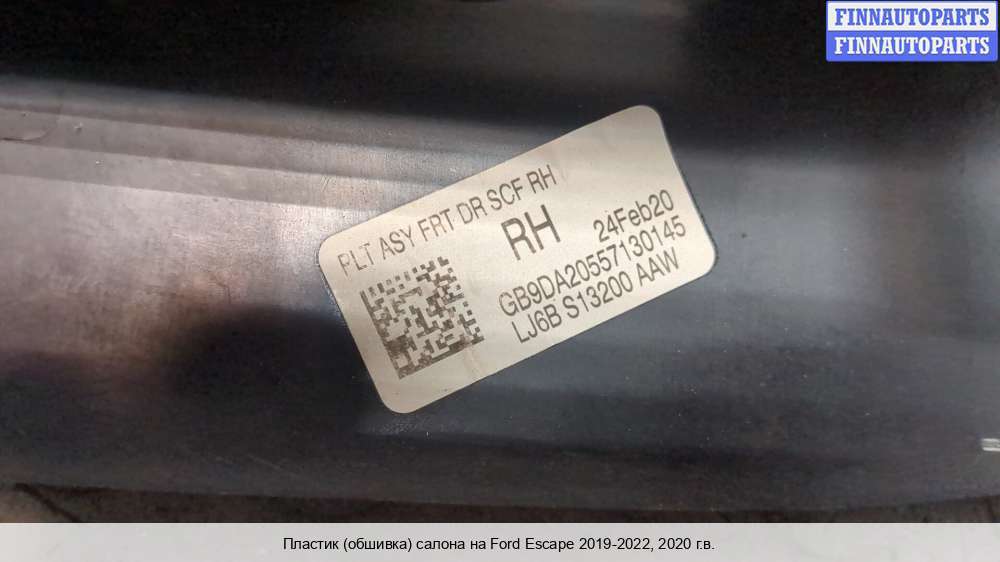 FINNAUTOPARTS
FINNAUTOPARTS
PLT ASY FRT DR SCF RH
RH
24Feb20
GB9DA20557130145
LJ6B S13200 AAW
Пластик (обшивка) салона на Ford Escape 2019-2022, 2020 г.в.